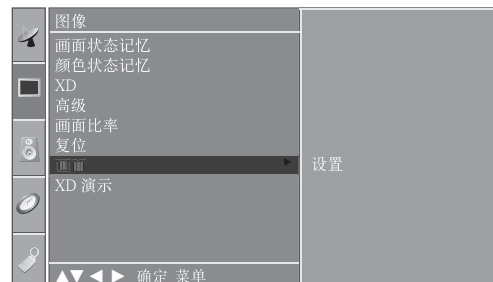 图像
画面状态记忆
颜色状态记忆
XD
高级
画面比率
复位
XD 演示
设置
确定 菜单